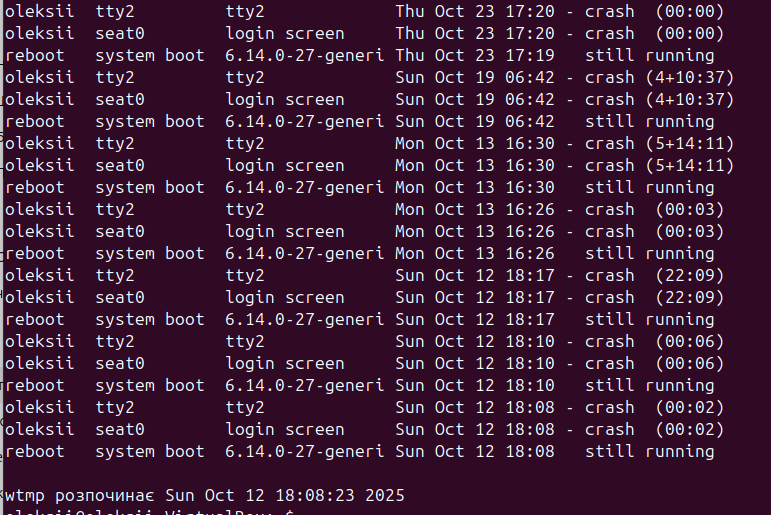 oleksii  tty2         tty2             Thu Oct 23 17:20 - crash  (00:00)
oleksii  seat0        login screen     Thu Oct 23 17:20 - crash  (00:00)
reboot   system boot  6.14.0-27-generi Thu Oct 23 17:19   still running
oleksii  tty2         tty2             Sun Oct 19 06:42 - crash (4+10:37)
oleksii  seat0        login screen     Sun Oct 19 06:42 - crash (4+10:37)
reboot   system boot  6.14.0-27-generi Sun Oct 19 06:42   still running
oleksii  tty2         tty2             Mon Oct 13 16:30 - crash (5+14:11)
oleksii  seat0        login screen     Mon Oct 13 16:30 - crash (5+14:11)
reboot   system boot  6.14.0-27-generi Mon Oct 13 16:30   still running
oleksii  tty2         tty2             Mon Oct 13 16:26 - crash  (00:03)
oleksii  seat0        login screen     Mon Oct 13 16:26 - crash  (00:03)
reboot   system boot  6.14.0-27-generi Mon Oct 13 16:26   still running
oleksii  tty2         tty2             Sun Oct 12 18:17 - crash  (22:09)
oleksii  seat0        login screen     Sun Oct 12 18:17 - crash  (22:09)
reboot   system boot  6.14.0-27-generi Sun Oct 12 18:17   still running
oleksii  tty2         tty2             Sun Oct 12 18:10 - crash  (00:06)
oleksii  seat0        login screen     Sun Oct 12 18:10 - crash  (00:06)
reboot   system boot  6.14.0-27-generi Sun Oct 12 18:10   still running
oleksii  tty2         tty2             Sun Oct 12 18:08 - crash  (00:02)
oleksii  seat0        login screen     Sun Oct 12 18:08 - crash  (00:02)
reboot   system boot  6.14.0-27-generi Sun Oct 12 18:08   still running

wtmp розпочинає Sun Oct 12 18:08:23 2025